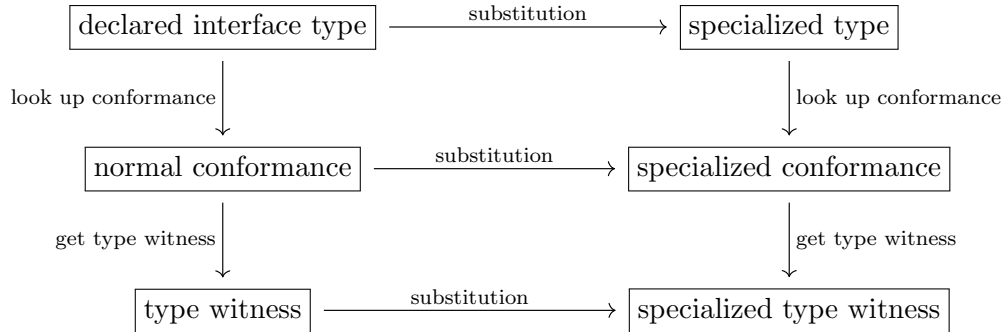 declared interface type
substitution
specialized type
look up conformance
look up conformance
normal conformance
substitution
specialized conformance
get type witness
get type witness
type witness
substitution
specialized type witness